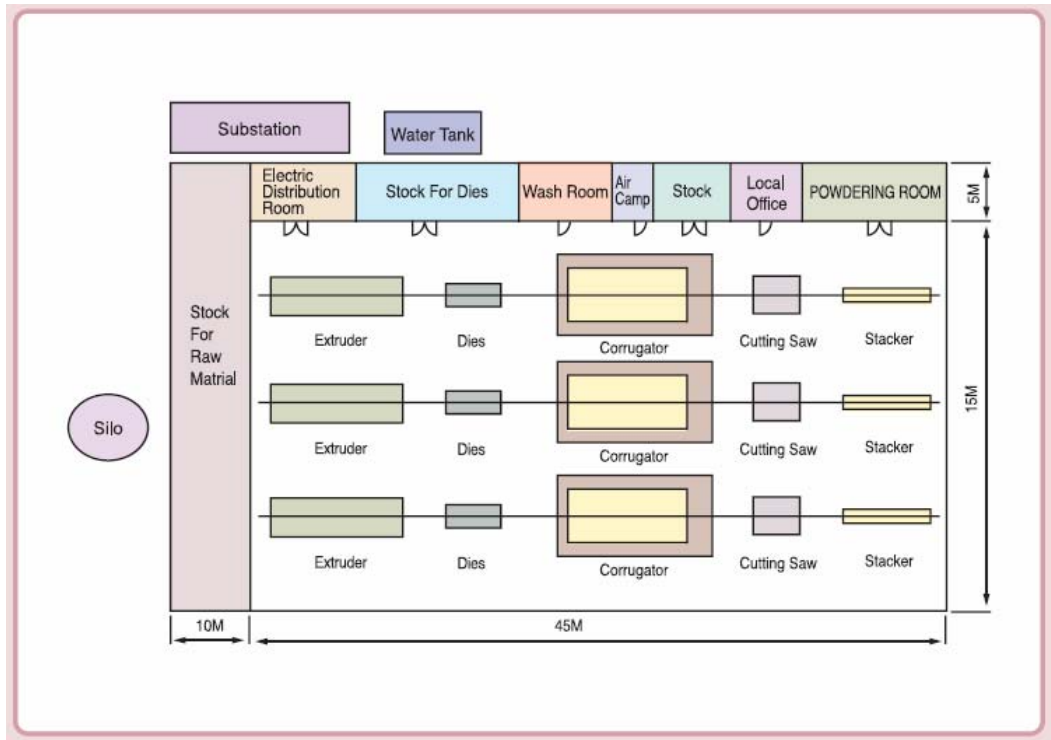 Substation
Water Tank
Electric
Distribution
Room
Stock For Dies
Wash Room
Air
Camp
Stock
Local
Office
POWDERING ROOM
5M
Stock
For
Raw
Matrial
Extruder
Dies
Corrugator
Cutting Saw
Stacker
Silo
Extruder
Dies
Corrugator
Cutting Saw
Stacker
15M
Extruder
Dies
Corrugator
Cutting Saw
Stacker
10M
45M